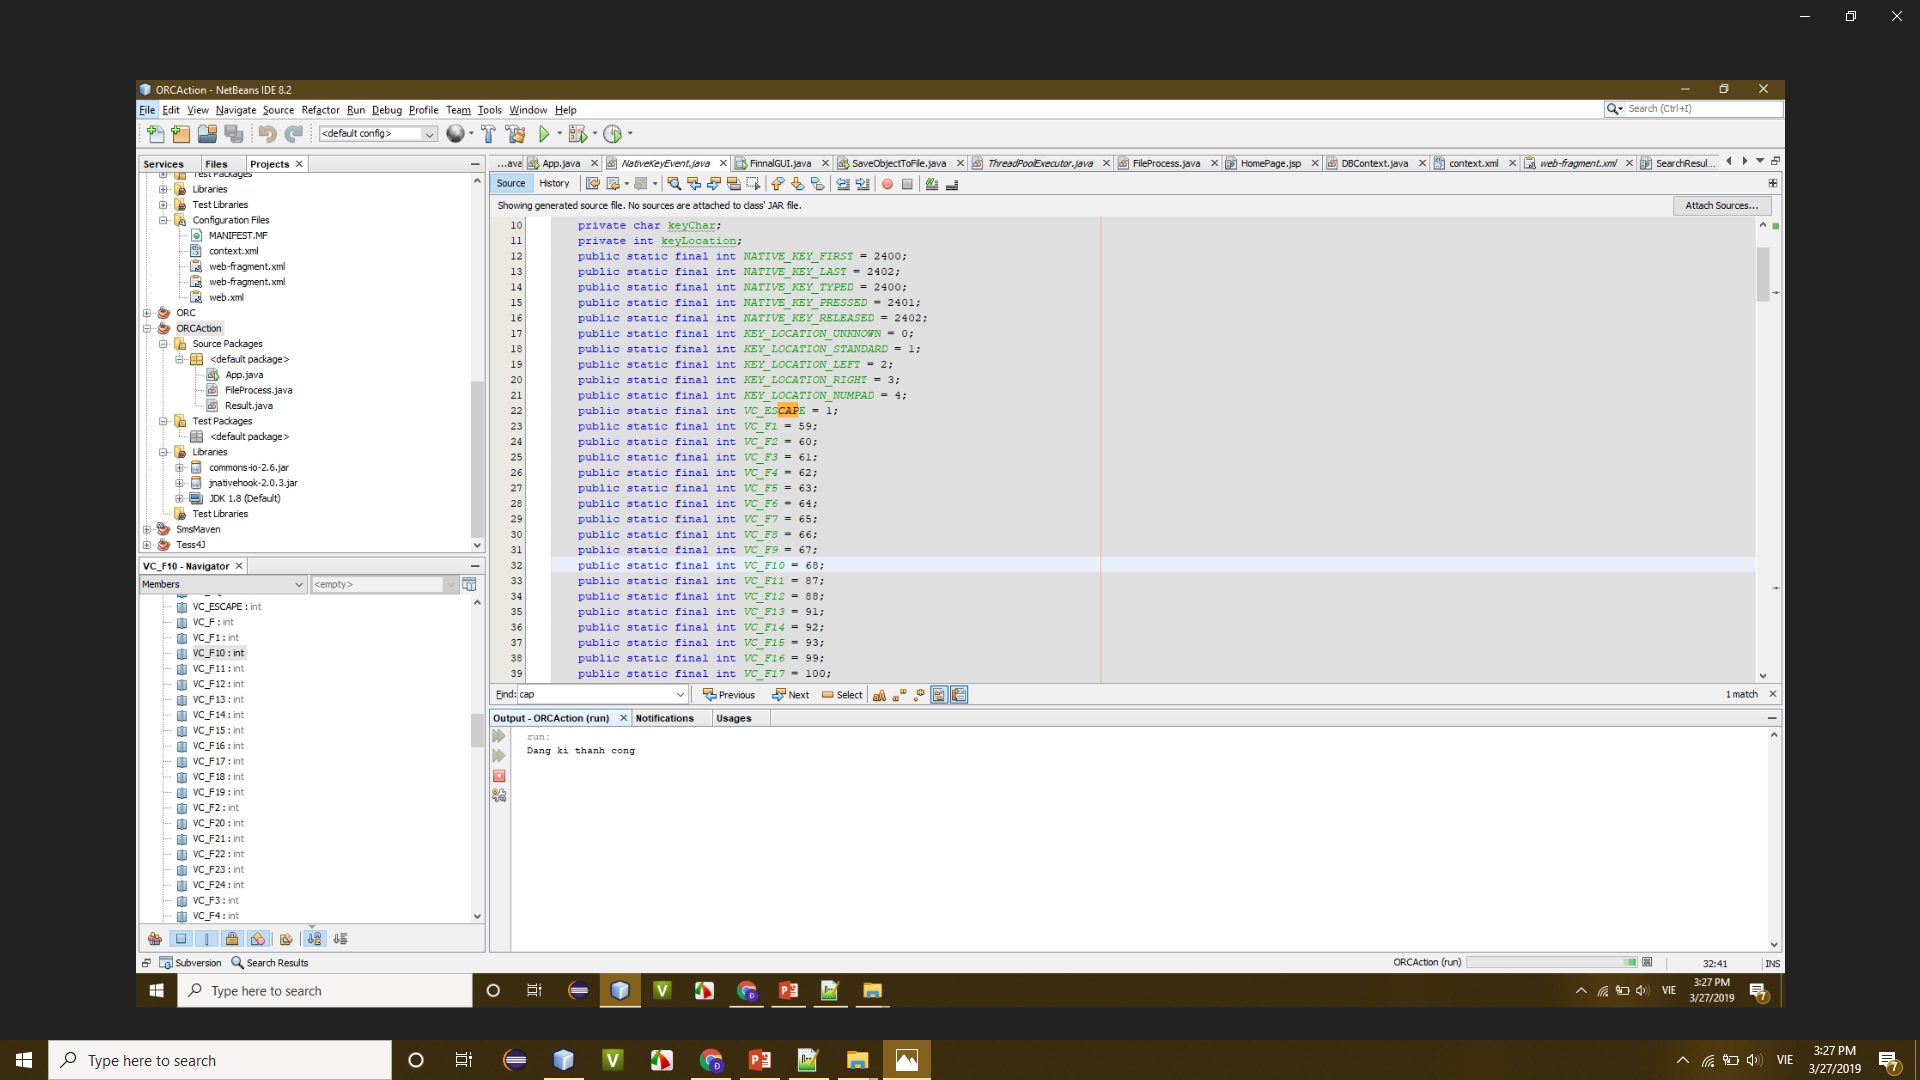 ORCAction - NetBeans IDE 8.2
File Edit View Navigate Source Refactor Run Debug Profile Team Tools Window Help
Search (Ctrl+I)
<default config>
Services Files Projects
Test Packages
Libraries
Test Libraries
Configuration Files
MANIFEST.MF
context.xml
web-fragment.xml
web-fragment.xml
web.xml
ORC
ORCAction
Source Packages
<default package>
App.java
FileProcess.java
Result.java
Test Packages
<default package>
Libraries
commons-io-2.6.jar
jnativehook-2.0.3.jar
JDK 1.8 (Default)
Test Libraries
SmsMaven
Tess4J
VC_F10 - Navigator
Members <empty>
VC_ESCAPE : int
VC_F : int
VC_F1 : int
VC_F10 : int
VC_F11 : int
VC_F12 : int
VC_F13 : int
VC_F14 : int
VC_F15 : int
VC_F16 : int
VC_F17 : int
VC_F18 : int
VC_F19 : int
VC_F2 : int
VC_F20 : int
VC_F21 : int
VC_F22 : int
VC_F23 : int
VC_F24 : int
VC_F3 : int
VC_F4 : int
...ava App.java NativeKeyEvent.java FinnalGUI.java SaveObjectToFile.java ThreadPoolExecutor.java FileProcess.java HomePage.jsp DBContext.java context.xml web-fragment.xml SearchResul...
Source History
Showing generated source file. No sources are attached to class' JAR file. Attach Sources...
10 private char keyChar;
11 private int keyLocation;
12 public static final int NATIVE_KEY_FIRST = 2400;
13 public static final int NATIVE_KEY_LAST = 2402;
14 public static final int NATIVE_KEY_TYPED = 2400;
15 public static final int NATIVE_KEY_PRESSED = 2401;
16 public static final int NATIVE_KEY_RELEASED = 2402;
17 public static final int KEY_LOCATION_UNKNOWN = 0;
18 public static final int KEY_LOCATION_STANDARD = 1;
19 public static final int KEY_LOCATION_LEFT = 2;
20 public static final int KEY_LOCATION_RIGHT = 3;
21 public static final int KEY_LOCATION_NUMPAD = 4;
22 public static final int VC_ESCAPE = 1;
23 public static final int VC_F1 = 59;
24 public static final int VC_F2 = 60;
25 public static final int VC_F3 = 61;
26 public static final int VC_F4 = 62;
27 public static final int VC_F5 = 63;
28 public static final int VC_F6 = 64;
29 public static final int VC_F7 = 65;
30 public static final int VC_F8 = 66;
31 public static final int VC_F9 = 67;
32 public static final int VC_F10 = 68;
33 public static final int VC_F11 = 87;
34 public static final int VC_F12 = 88;
35 public static final int VC_F13 = 91;
36 public static final int VC_F14 = 92;
37 public static final int VC_F15 = 93;
38 public static final int VC_F16 = 99;
39 public static final int VC_F17 = 100;
Find: cap Previous Next Select 1 match
Output - ORCAction (run) Notifications Usages
run:
Dang ki thanh cong
Subversion Search Results ORCAction (run) 32:41 INS
Type here to search VIE 3:27 PM
3/27/2019
7
Type here to search VIE 3:27 PM
3/27/2019
7